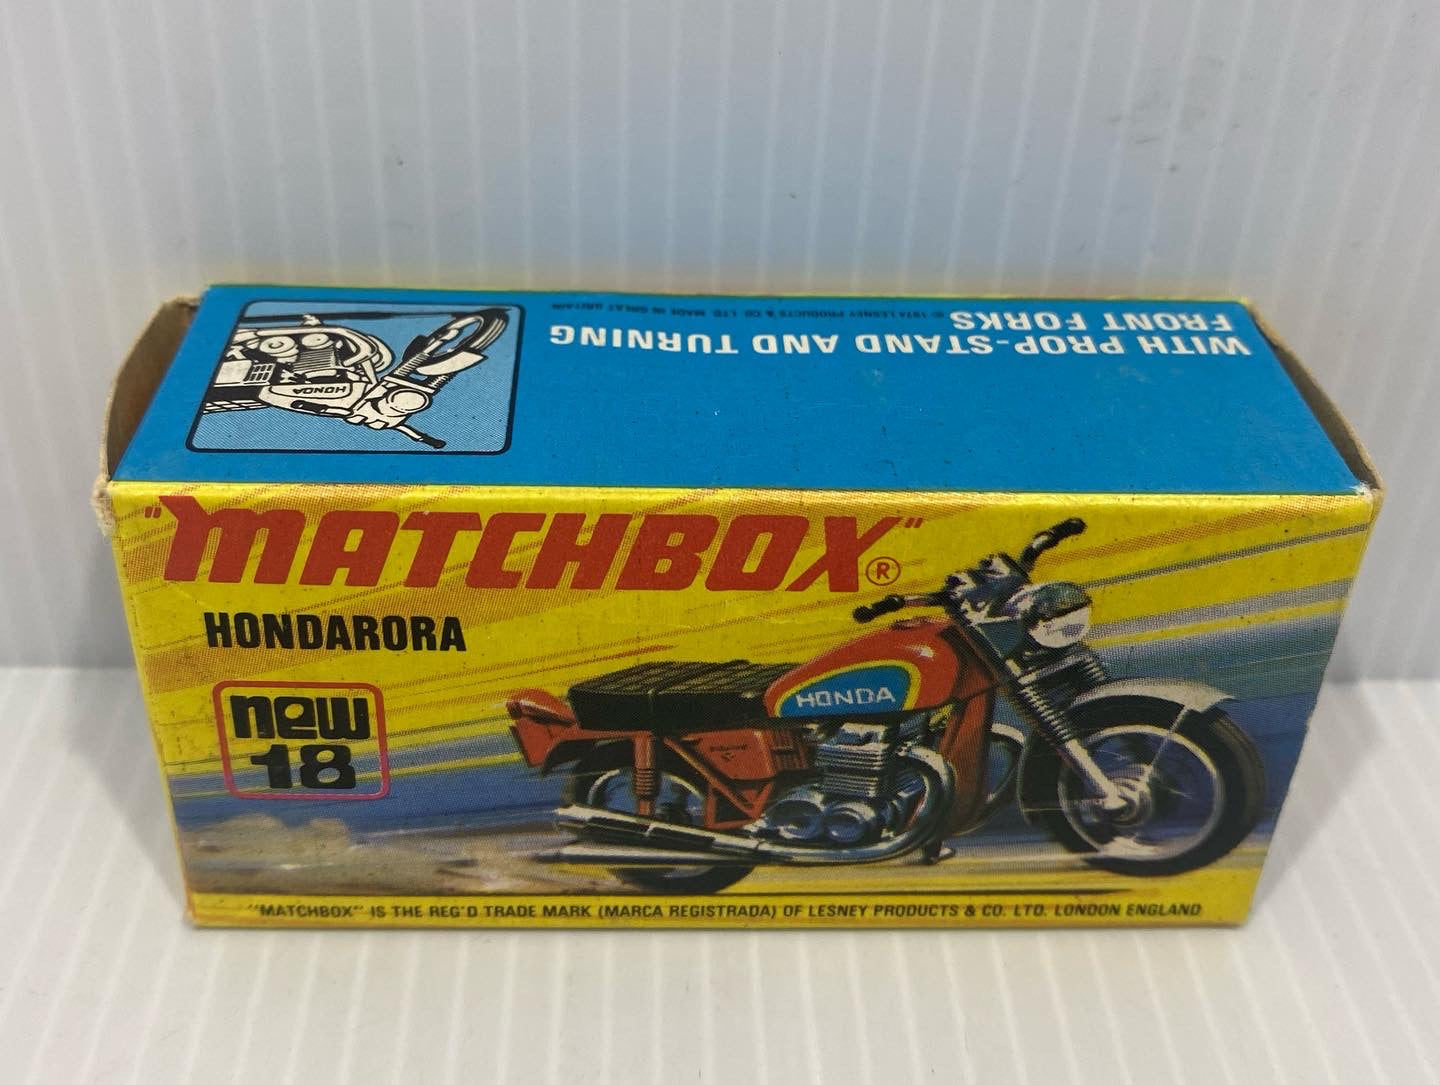 WITH PROP-STAND AND TURNING
FRONT FORKS
© 1974 LESNEY PRODUCTS & CO. LTD. MADE IN GREAT BRITAIN
HONDA
"MATCHBOX"®
HONDARORA
new
18
HONDA
"MATCHBOX" IS THE REG'D TRADE MARK (MARCA REGISTRADA) OF LESNEY PRODUCTS & CO. LTD. LONDON ENGLAND